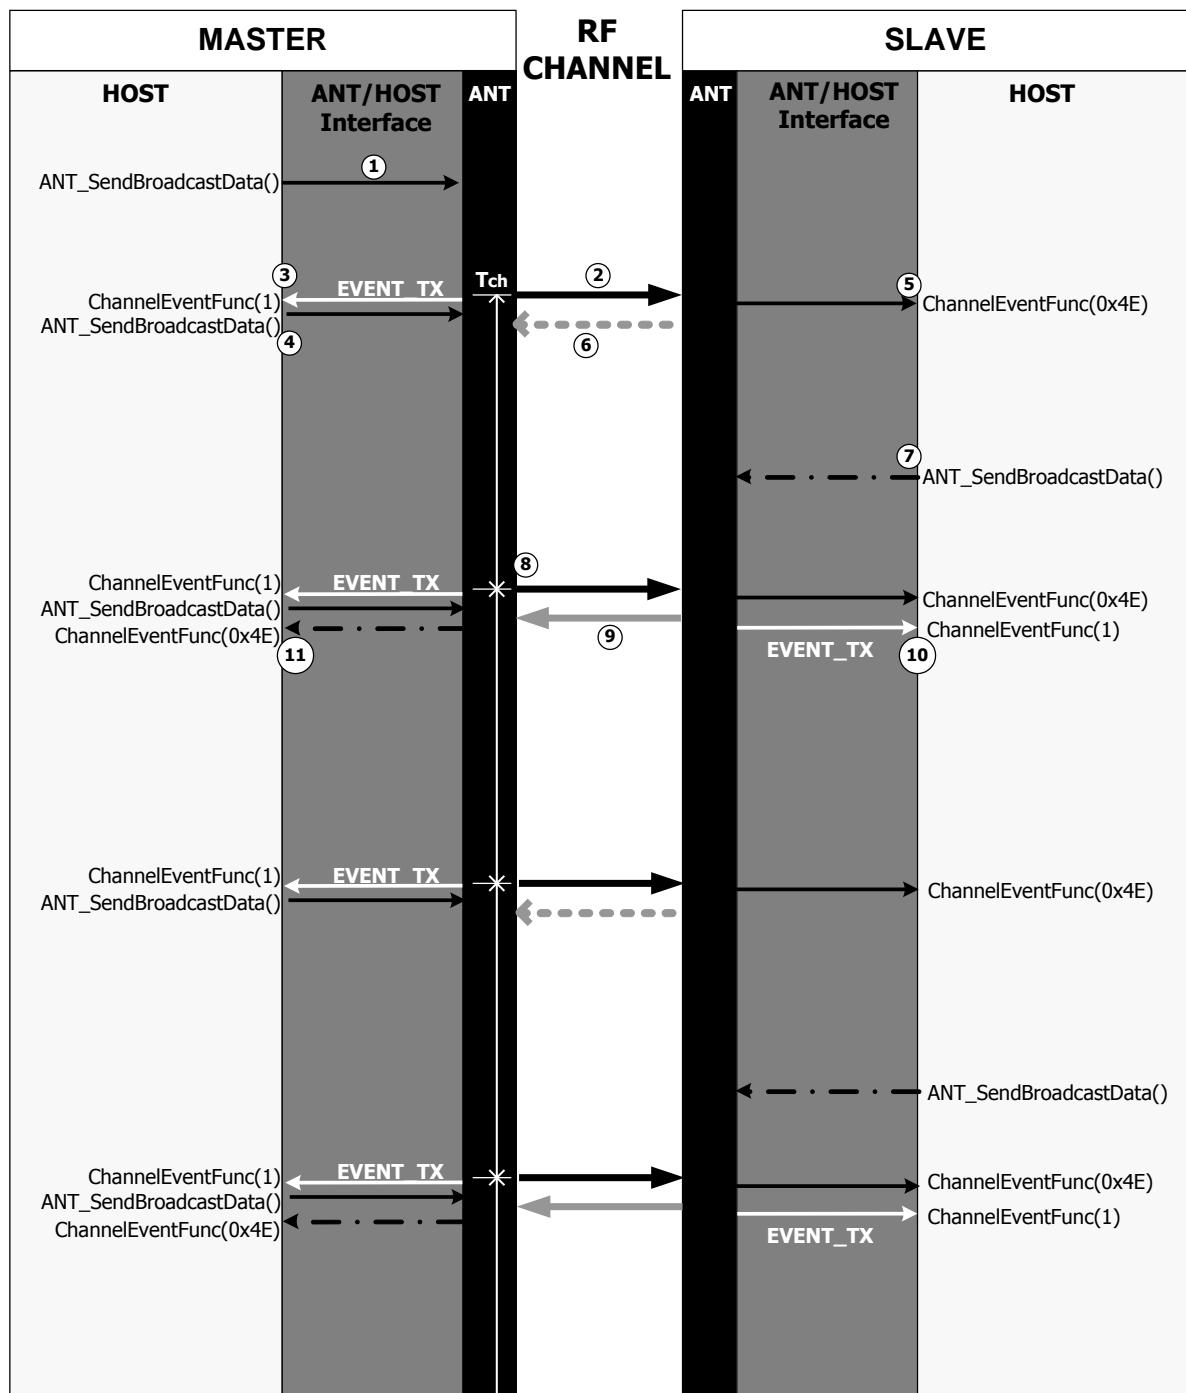 MASTER
RF
CHANNEL
SLAVE
HOST
ANT/HOST
Interface
ANT
ANT
ANT/HOST
Interface
HOST
1
ANT_SendBroadcastData()
3
Tch
2
5
EVENT_TX
ChannelEventFunc(1)
ChannelEventFunc(0x4E)
ANT_SendBroadcastData()
4
6
7
ANT_SendBroadcastData()
8
ChannelEventFunc(1)
EVENT_TX
ChannelEventFunc(0x4E)
ANT_SendBroadcastData()
ChannelEventFunc(0x4E)
9
ChannelEventFunc(1)
11
EVENT_TX
10
ChannelEventFunc(1)
EVENT_TX
ChannelEventFunc(0x4E)
ANT_SendBroadcastData()
ANT_SendBroadcastData()
ChannelEventFunc(1)
EVENT_TX
ChannelEventFunc(0x4E)
ANT_SendBroadcastData()
ChannelEventFunc(1)
ChannelEventFunc(0x4E)
EVENT_TX